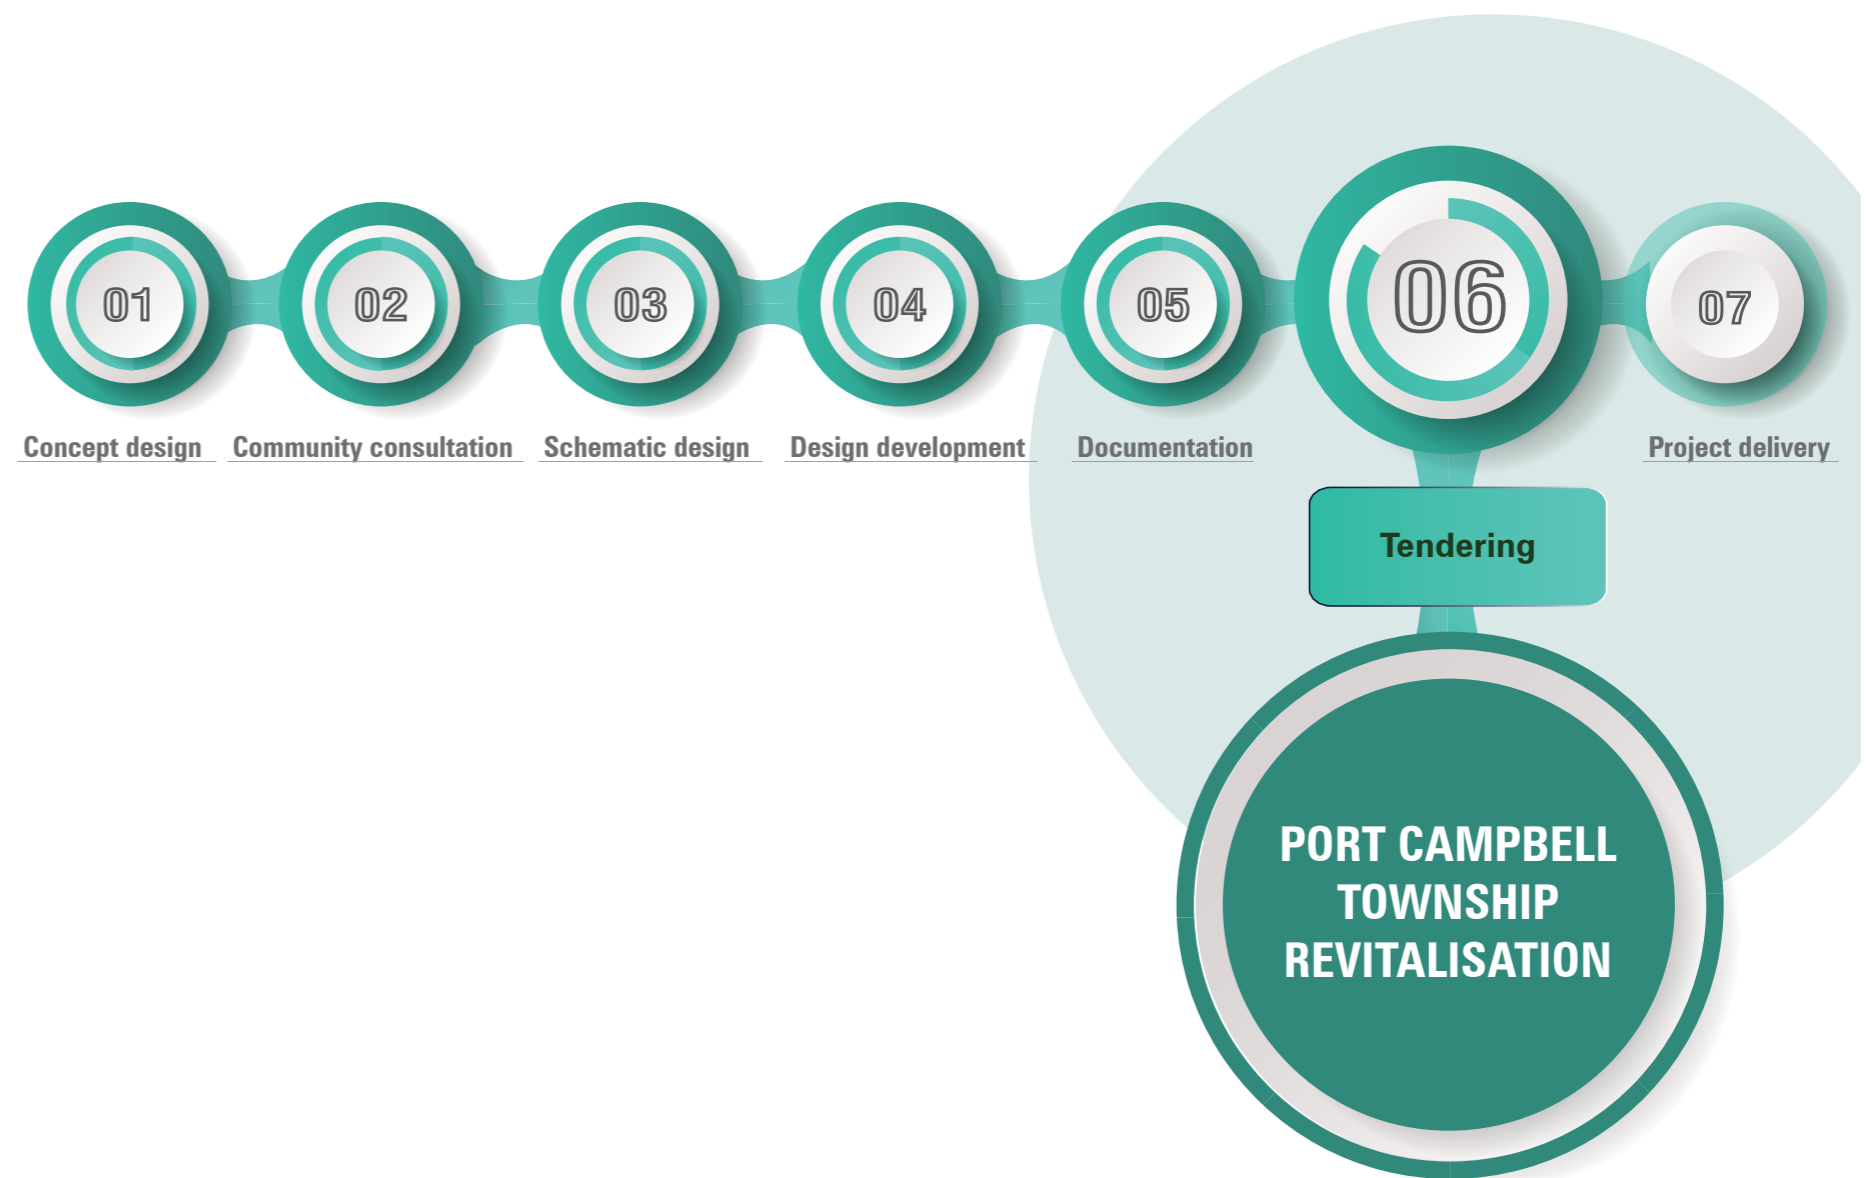 01 02 03 04 05 06 07
Concept design Community consultation Schematic design Design development Documentation Project delivery
Tendering
PORT CAMPBELL
TOWNSHIP
REVITALISATION